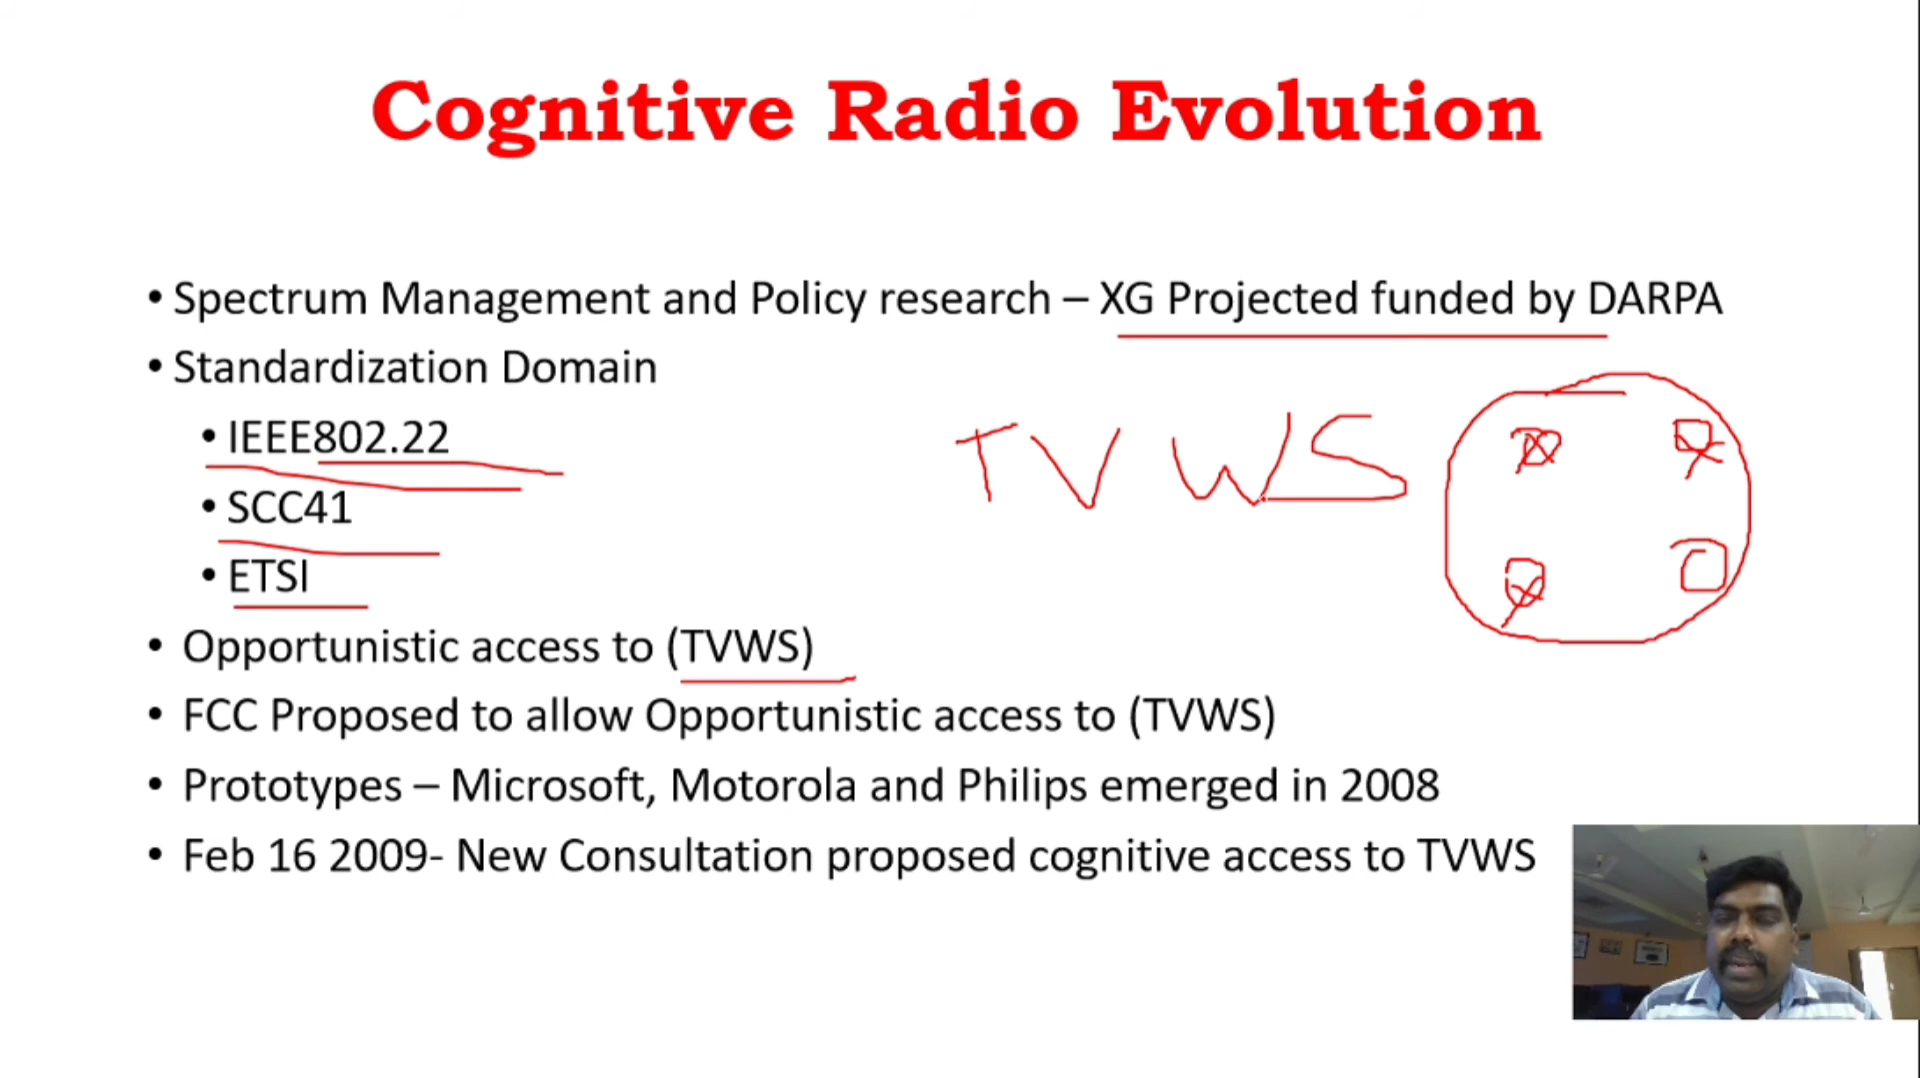 Cognitive Radio Evolution
• Spectrum Management and Policy research – XG Projected funded by DARPA
• Standardization Domain
• IEEE802.22
TV WS
• SCC41
• ETSI
• Opportunistic access to (TVWS)
• FCC Proposed to allow Opportunistic access to (TVWS)
• Prototypes – Microsoft, Motorola and Philips emerged in 2008
• Feb 16 2009- New Consultation proposed cognitive access to TVWS